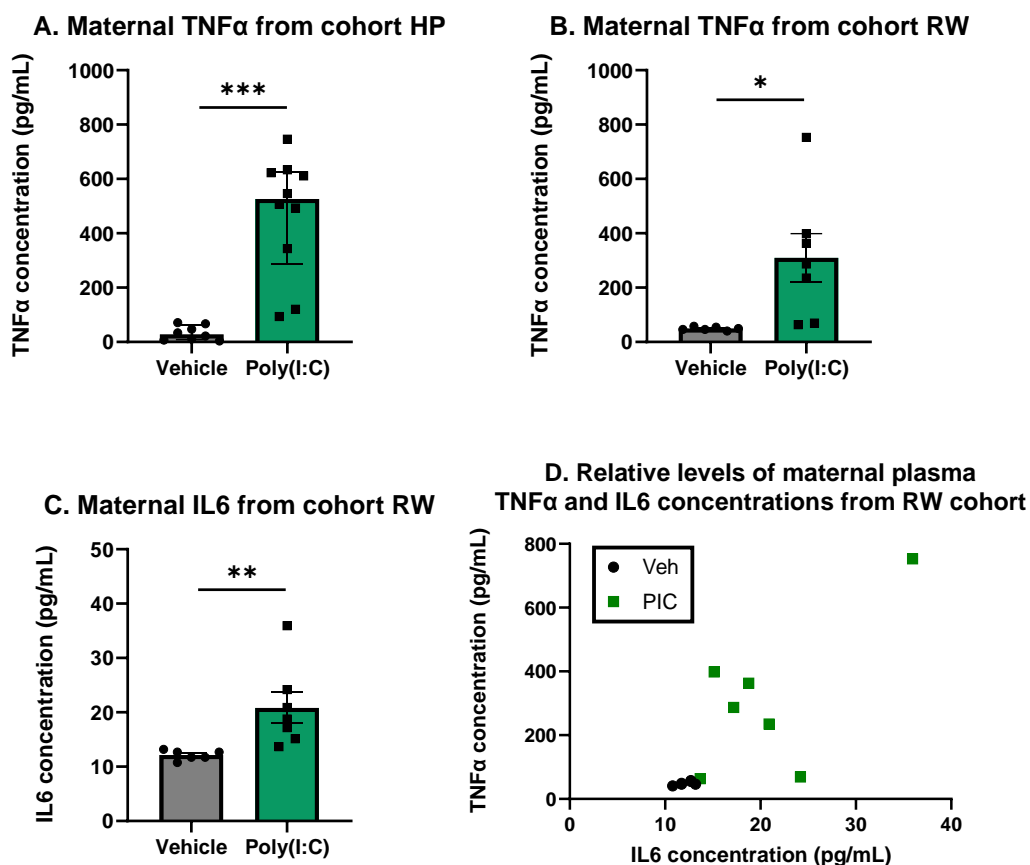 A. Maternal TNFα from cohort HP
TNFα concentration (pg/mL)
1000
800
600
400
200
0
***
Vehicle Poly(I:C)
B. Maternal TNFα from cohort RW
TNFα concentration (pg/mL)
1000
800
600
400
200
0
*
Vehicle Poly(I:C)
C. Maternal IL6 from cohort RW
IL6 concentration (pg/mL)
50
40
30
20
10
0
**
Vehicle Poly(I:C)
D. Relative levels of maternal plasma
TNFα and IL6 concentrations from RW cohort
TNFα concentration (pg/mL)
800
600
400
200
0
Veh
PIC
0 10 20 30 40
IL6 concentration (pg/mL)